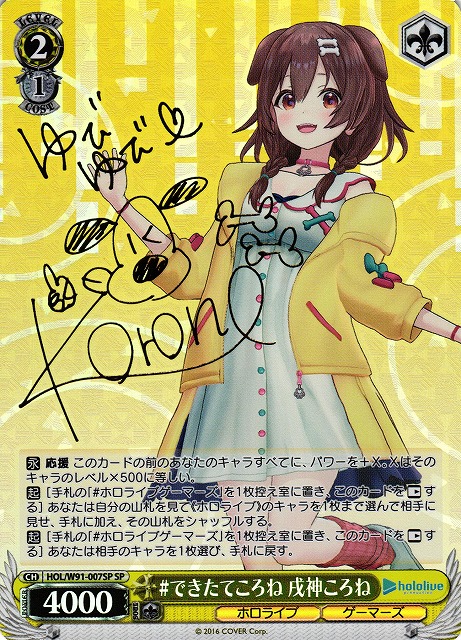 LEVEL
2
1
COST
ゆび
ゆび♡
Korone
永 応援 このカードの前のあなたのキャラすべてに、パワーを＋X。Xはその
キャラのレベル×500に等しい。
起 [手札の「#ホロライブゲーマーズ」を1枚控え室に置き、このカードを
する] あなたは自分の山札を見て《ホロライブ》のキャラを1枚まで選んで相手に
見せ、手札に加え、その山札をシャッフルする。
起 [手札の「#ホロライブゲーマーズ」を1枚控え室に置き、このカードを
する] あなたは相手のキャラを1枚選び、手札に戻す。
CH HOL/W91-007SP SP
POWER 4000
SOUL
#できたてころね 戌神ころね
hololive
ホロライブ ゲーマーズ
© 2016 COVER Corp.